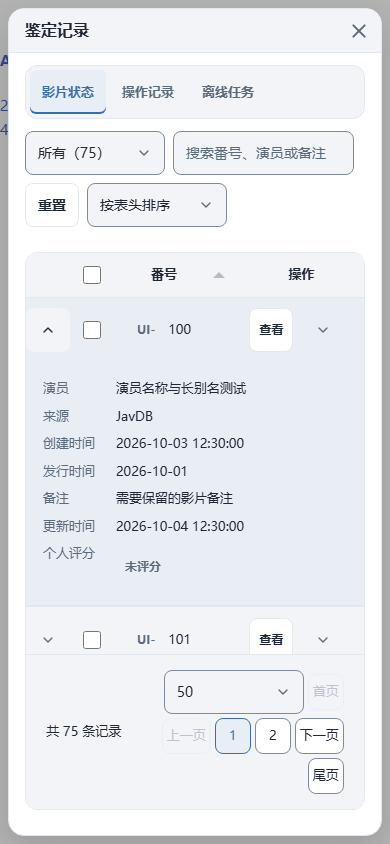 鉴定记录
A
影片状态 操作记录 离线任务
2
所有（75） 搜索番号、演员或备注
4
重置 按表头排序
番号 操作
UI- 100 查看
演员 演员名称与长别名测试
来源 JavDB
创建时间 2026-10-03 12:30:00
发行时间 2026-10-01
备注 需要保留的影片备注
更新时间 2026-10-04 12:30:00
个人评分
未评分
UI- 101 查看
50 首页
共 75 条记录 上一页 1 2 下一页
尾页